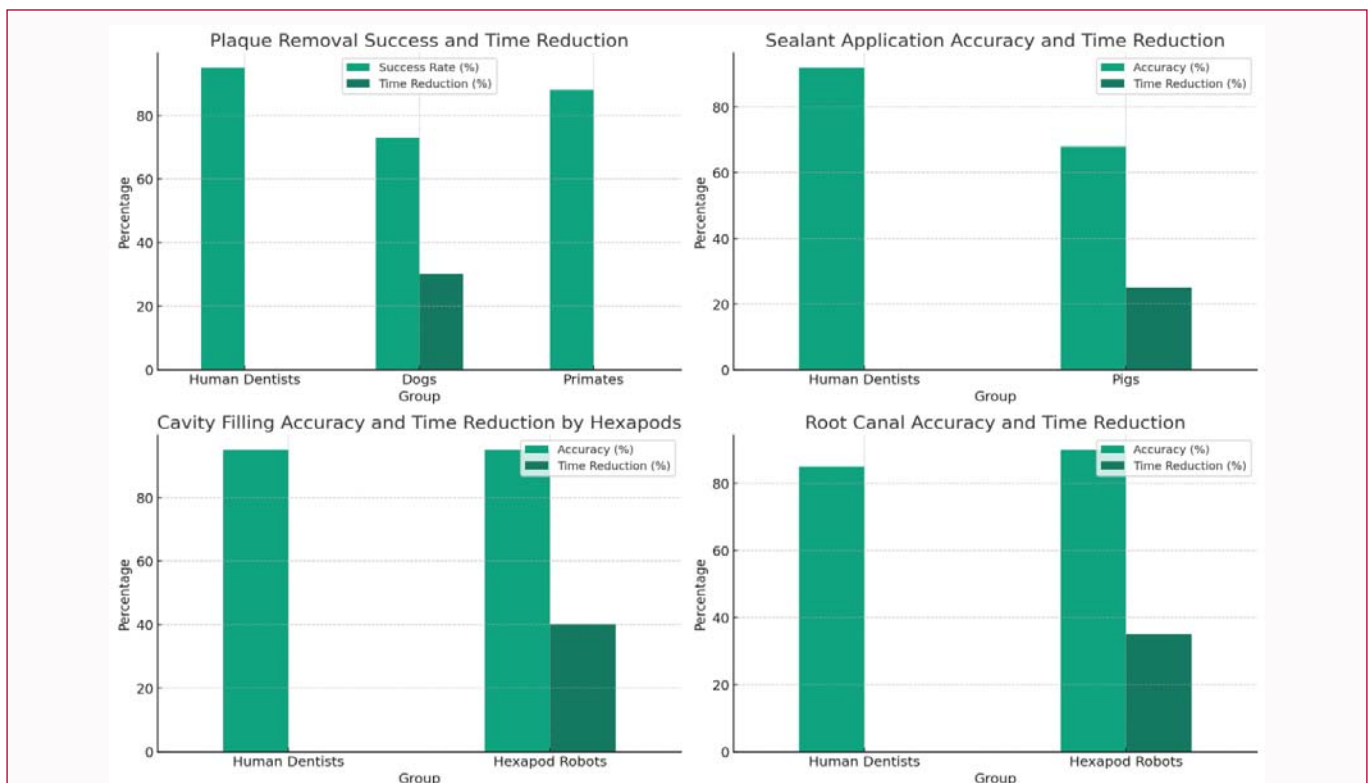 Plaque Removal Success and Time Reduction
Success Rate (%)
Time Reduction (%)
Percentage
80
60
40
20
0
Human Dentists
Dogs
Primates
Group
Sealant Application Accuracy and Time Reduction
Accuracy (%)
Time Reduction (%)
Percentage
80
60
40
20
0
Human Dentists
Pigs
Group
Cavity Filling Accuracy and Time Reduction by Hexapods
Accuracy (%)
Time Reduction (%)
Percentage
80
60
40
20
0
Human Dentists
Hexapod Robots
Group
Root Canal Accuracy and Time Reduction
Accuracy (%)
Time Reduction (%)
Percentage
80
60
40
20
0
Human Dentists
Hexapod Robots
Group